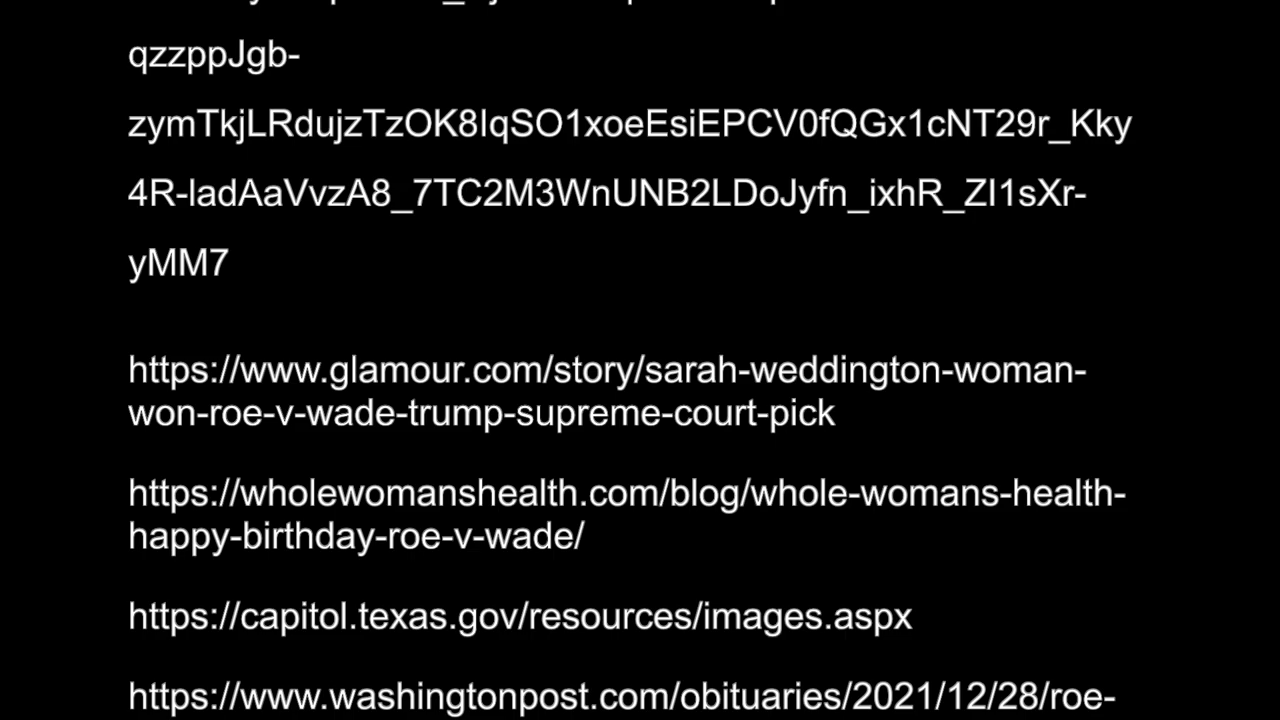 qzzppJgb-
zymTkjLRdujzTzOK8IqSO1xoeEsiEPCV0fQGx1cNT29r_Kky
4R-ladAaVvzA8_7TC2M3WnUNB2LDoJyfn_ixhR_ZI1sXr-
yMM7
https://www.glamour.com/story/sarah-weddington-woman-
won-roe-v-wade-trump-supreme-court-pick
https://wholewomanshealth.com/blog/whole-womans-health-
happy-birthday-roe-v-wade/
https://capitol.texas.gov/resources/images.aspx
https://www.washingtonpost.com/obituaries/2021/12/28/roe-